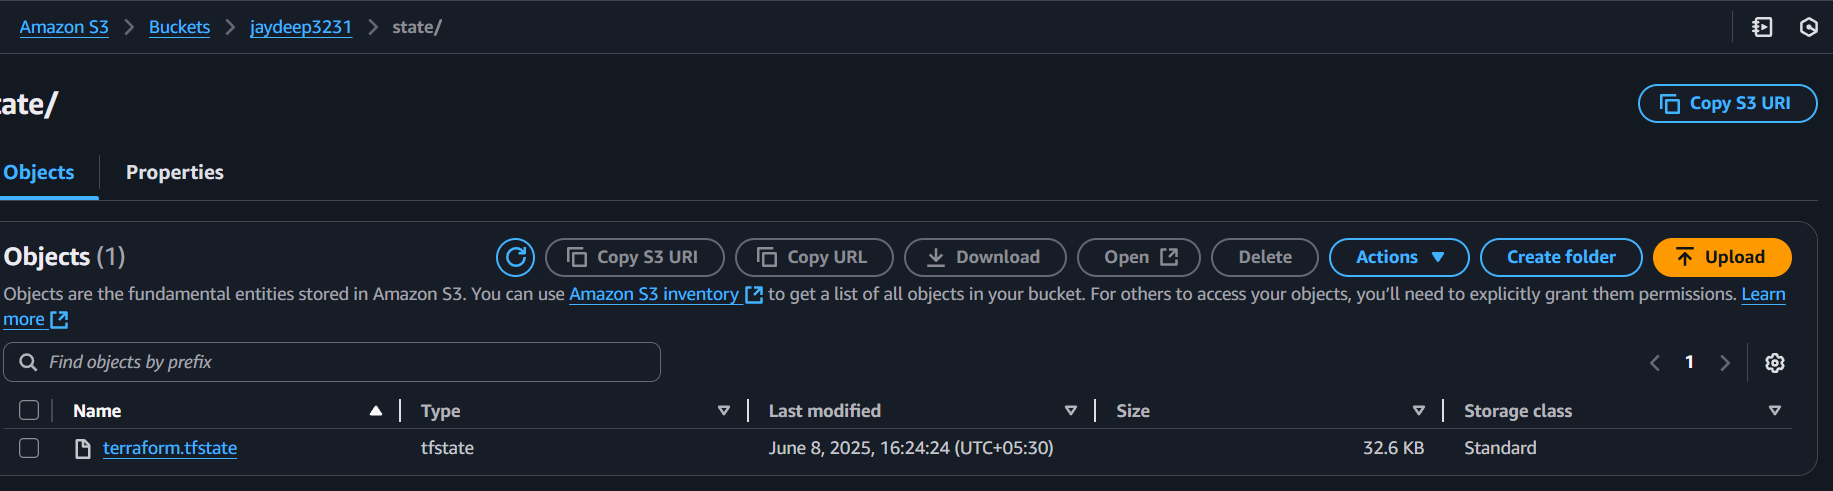 Amazon S3 > Buckets > jaydeep3231 > state/
tate/
Copy S3 URI
Objects
Properties
Objects (1)
Copy S3 URI
Copy URL
Download
Open
Delete
Actions
Create folder
Upload
Objects are the fundamental entities stored in Amazon S3. You can use Amazon S3 inventory to get a list of all objects in your bucket. For others to access your objects, you’ll need to explicitly grant them permissions. Learn
more
Find objects by prefix
1
Name Type Last modified Size Storage class
terraform.tfstate tfstate June 8, 2025, 16:24:24 (UTC+05:30) 32.6 KB Standard